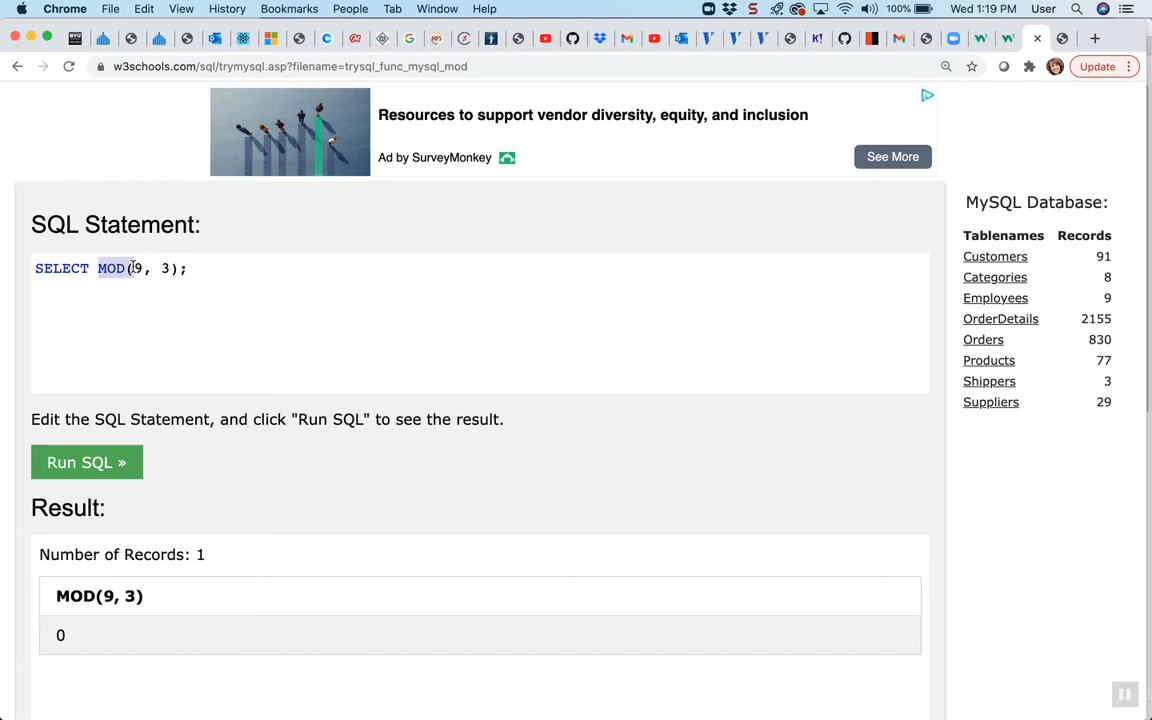 Chrome File Edit View History Bookmarks People Tab Window Help 100% Wed 1:19 PM User
w3schools.com/sql/trymysql.asp?filename=trysql_func_mysql_mod Update
Resources to support vendor diversity, equity, and inclusion
Ad by SurveyMonkey
See More
SQL Statement:
SELECT MOD(9, 3);
Edit the SQL Statement, and click "Run SQL" to see the result.
Run SQL »
Result:
Number of Records: 1
MOD(9, 3)
0
MySQL Database:
Tablenames Records
Customers 91
Categories 8
Employees 9
OrderDetails 2155
Orders 830
Products 77
Shippers 3
Suppliers 29